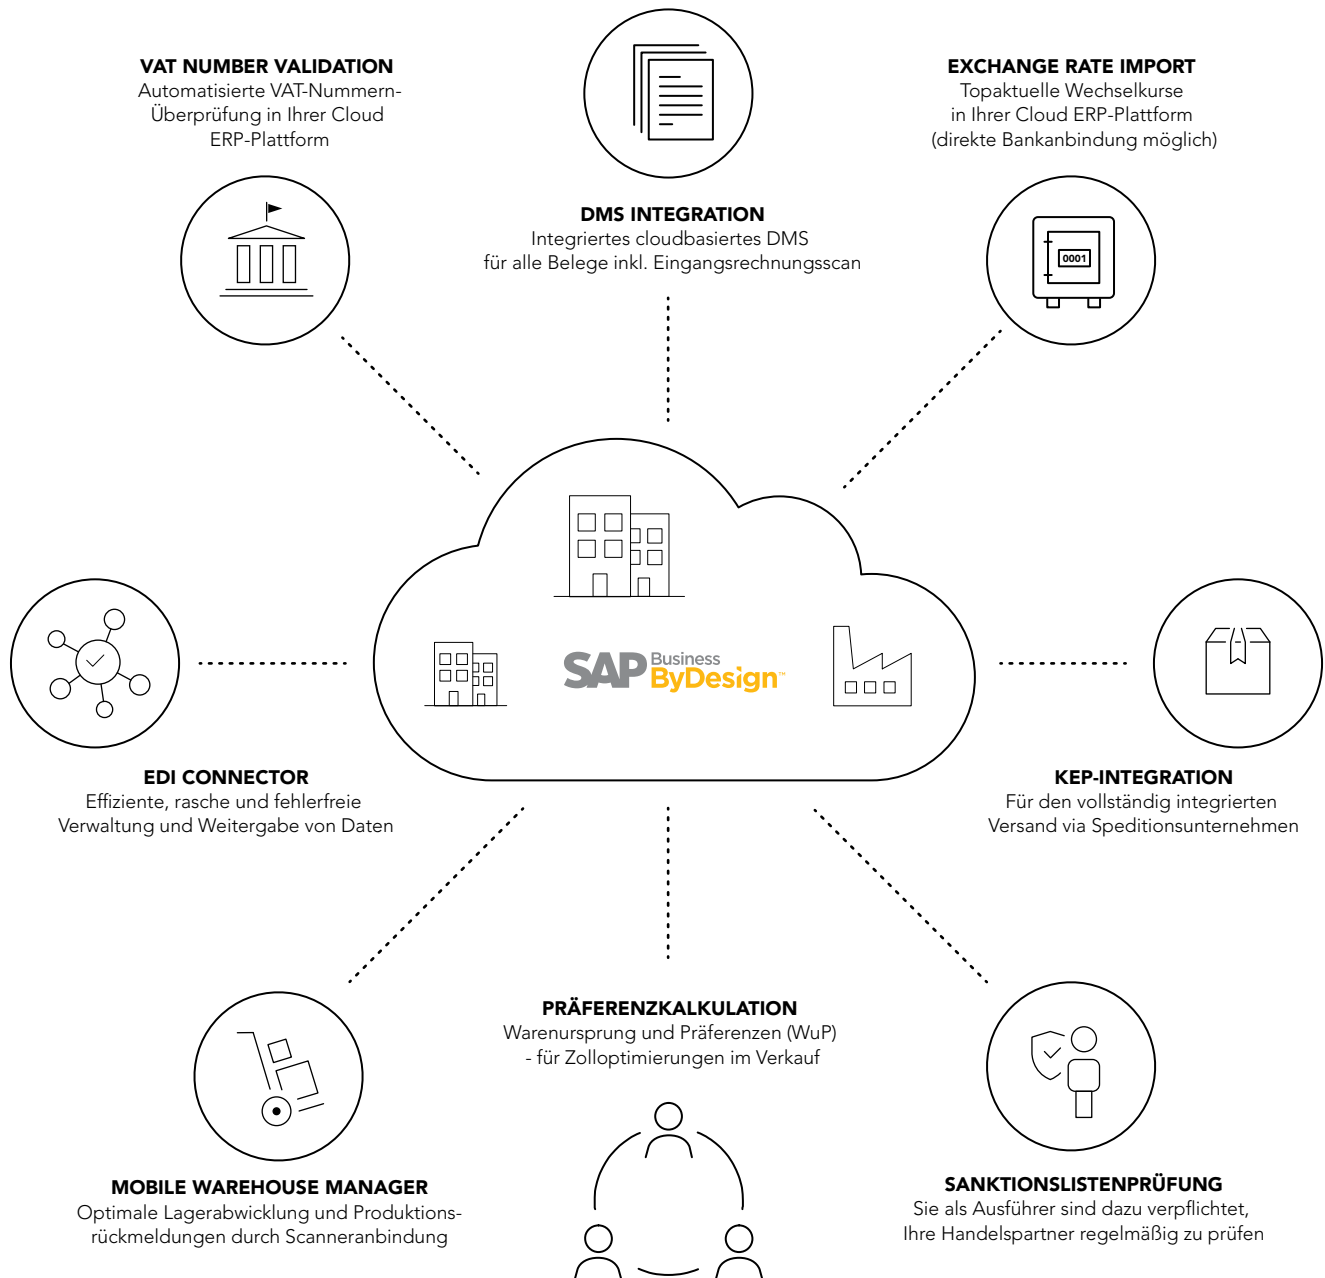 VAT NUMBER VALIDATION
Automatisierte VAT-Nummern-
Überprüfung in Ihrer Cloud
ERP-Plattform
DMS INTEGRATION
Integriertes cloudbasiertes DMS
für alle Belege inkl. Eingangsrechnungsscan
EXCHANGE RATE IMPORT
Topaktuelle Wechselkurse
in Ihrer Cloud ERP-Plattform
(direkte Bankanbindung möglich)
0001
SAP Business
ByDesign™
EDI CONNECTOR
Effiziente, rasche und fehlerfreie
Verwaltung und Weitergabe von Daten
KEP-INTEGRATION
Für den vollständig integrierten
Versand via Speditionsunternehmen
MOBILE WAREHOUSE MANAGER
Optimale Lagerabwicklung und Produktions-
rückmeldungen durch Scanneranbindung
PRÄFERENZKALKULATION
Warenursprung und Präferenzen (WuP)
- für Zolloptimierungen im Verkauf
SANKTIONSLISTENPRÜFUNG
Sie als Ausführer sind dazu verpflichtet,
Ihre Handelspartner regelmäßig zu prüfen